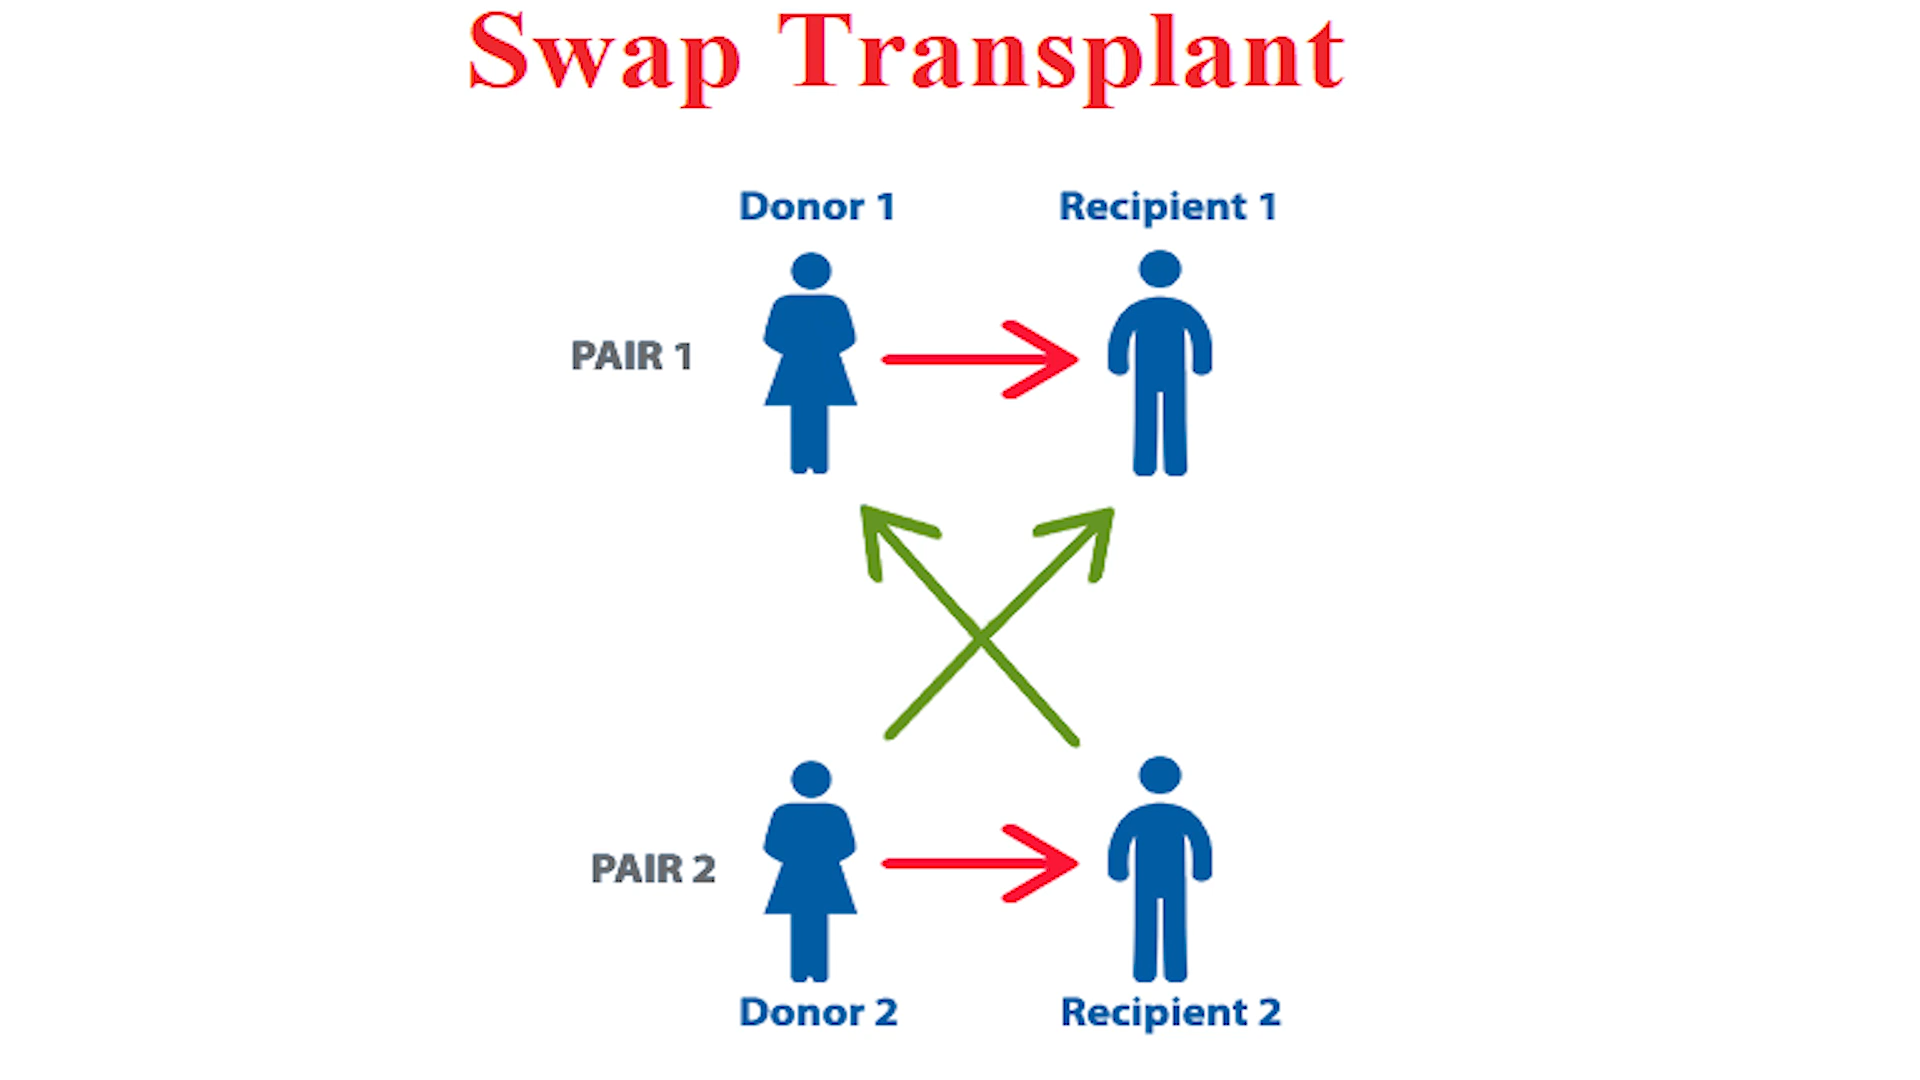 Swap Transplant
Donor 1
Recipient 1
PAIR 1
PAIR 2
Donor 2
Recipient 2